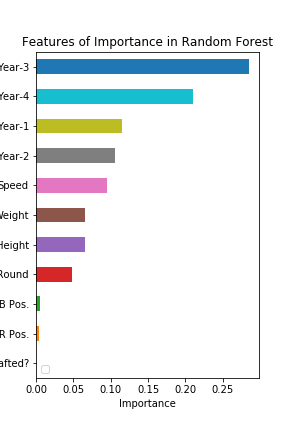 Features of Importance in Random Forest
Year-3
Year-4
Year-1
Year-2
Speed
Weight
Height
Round
B Pos.
R Pos.
afted?
0.00 0.05 0.10 0.15 0.20 0.25
Importance